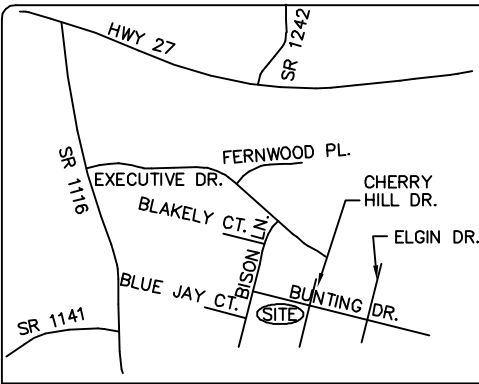 HWY 27
SR 1242
SR 1116
FERNWOOD PL.
EXECUTIVE DR.
CHERRY
HILL DR.
BLAKELY CT.
BISON LN.
ELGIN DR.
BLUE JAY CT.
BUNTING DR.
SITE
SR 1141